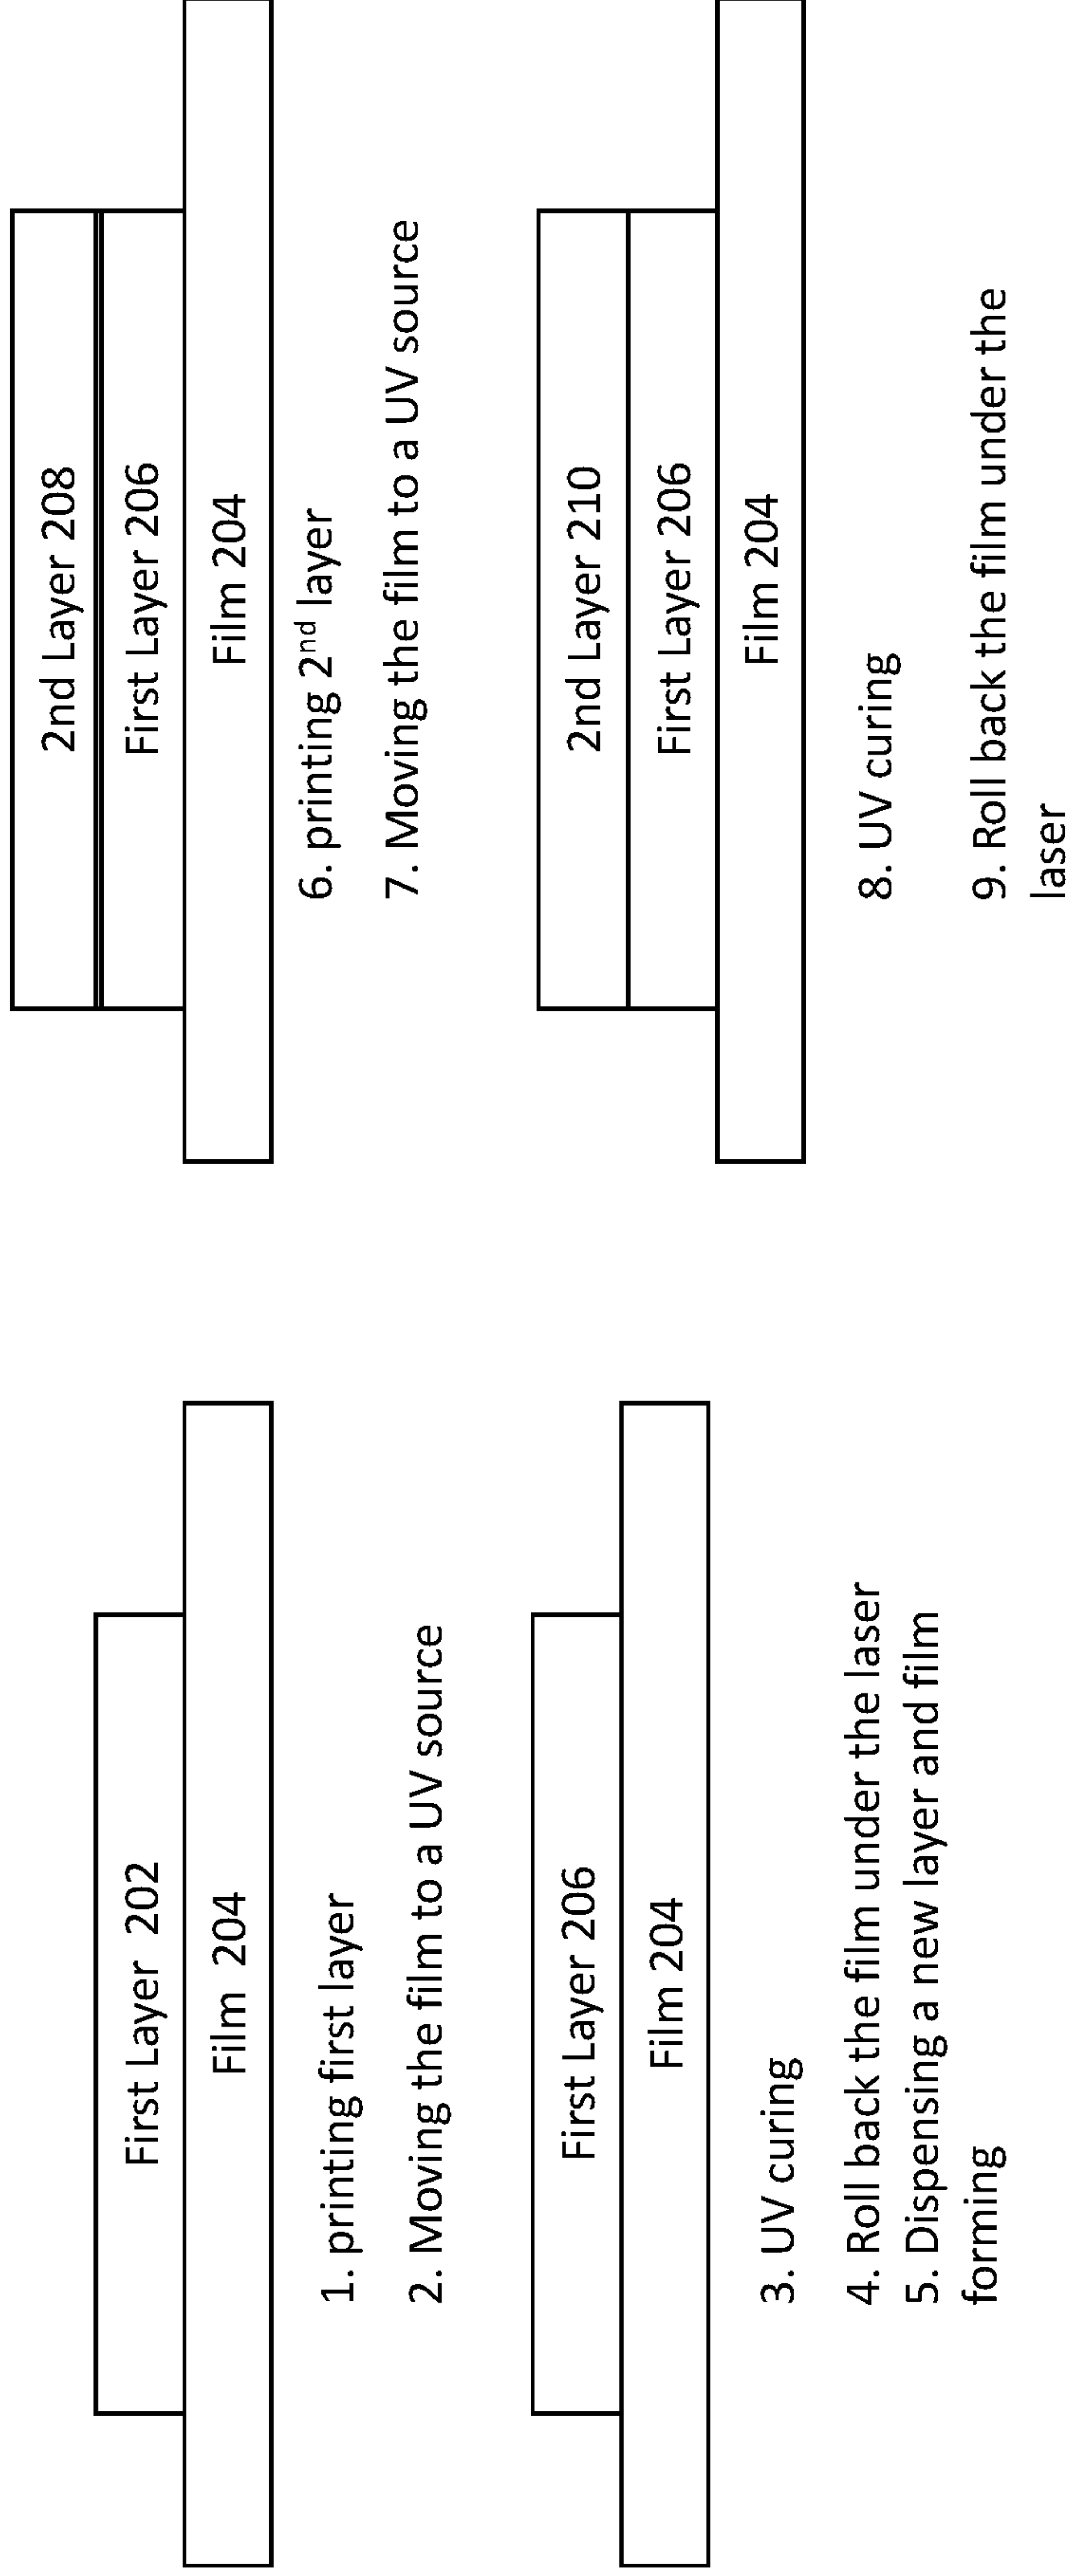 First Layer 202
Film 204
1. printing first layer
2. Moving the film to a UV source
First Layer 206
Film 204
3. UV curing
4. Roll back the film under the laser
5. Dispensing a new layer and film
forming
2nd Layer 208
First Layer 206
Film 204
6. printing 2nd layer
7. Moving the film to a UV source
2nd Layer 210
First Layer 206
Film 204
8. UV curing
9. Roll back the film under the
laser